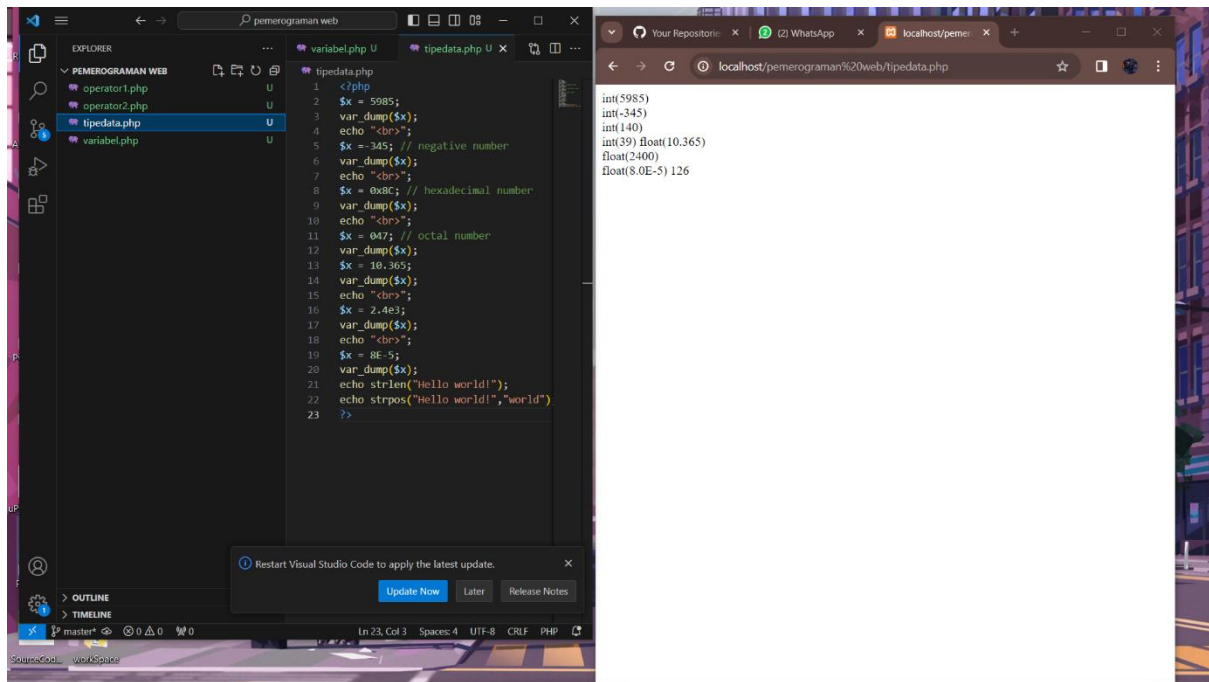 pemerograman web
EXPLORER
PEMEROGRAMAN WEB
operator1.php U
operator2.php U
tipedata.php U
variabel.php U
OUTLINE
TIMELINE
variabel.php U
tipedata.php U
tipedata.php
1 <?php
2 $x = 5985;
3 var_dump($x);
4 echo "<br>";
5 $x =-345; // negative number
6 var_dump($x);
7 echo "<br>";
8 $x = 0x8C; // hexadecimal number
9 var_dump($x);
10 echo "<br>";
11 $x = 047; // octal number
12 var_dump($x);
13 $x = 10.365;
14 var_dump($x);
15 echo "<br>";
16 $x = 2.4e3;
17 var_dump($x);
18 echo "<br>";
19 $x = 8E-5;
20 var_dump($x);
21 echo strlen("Hello world!");
22 echo strpos("Hello world!","world")
23 ?>
Restart Visual Studio Code to apply the latest update.
Update Now Later Release Notes
master* 0 0 0 Ln 23, Col 3 Spaces: 4 UTF-8 CRLF PHP
workSpace
Your Repositorie
(2) WhatsApp
localhost/pemer
localhost/pemerograman%20web/tipedata.php
int(5985)
int(-345)
int(140)
int(39) float(10.365)
float(2400)
float(8.0E-5) 126